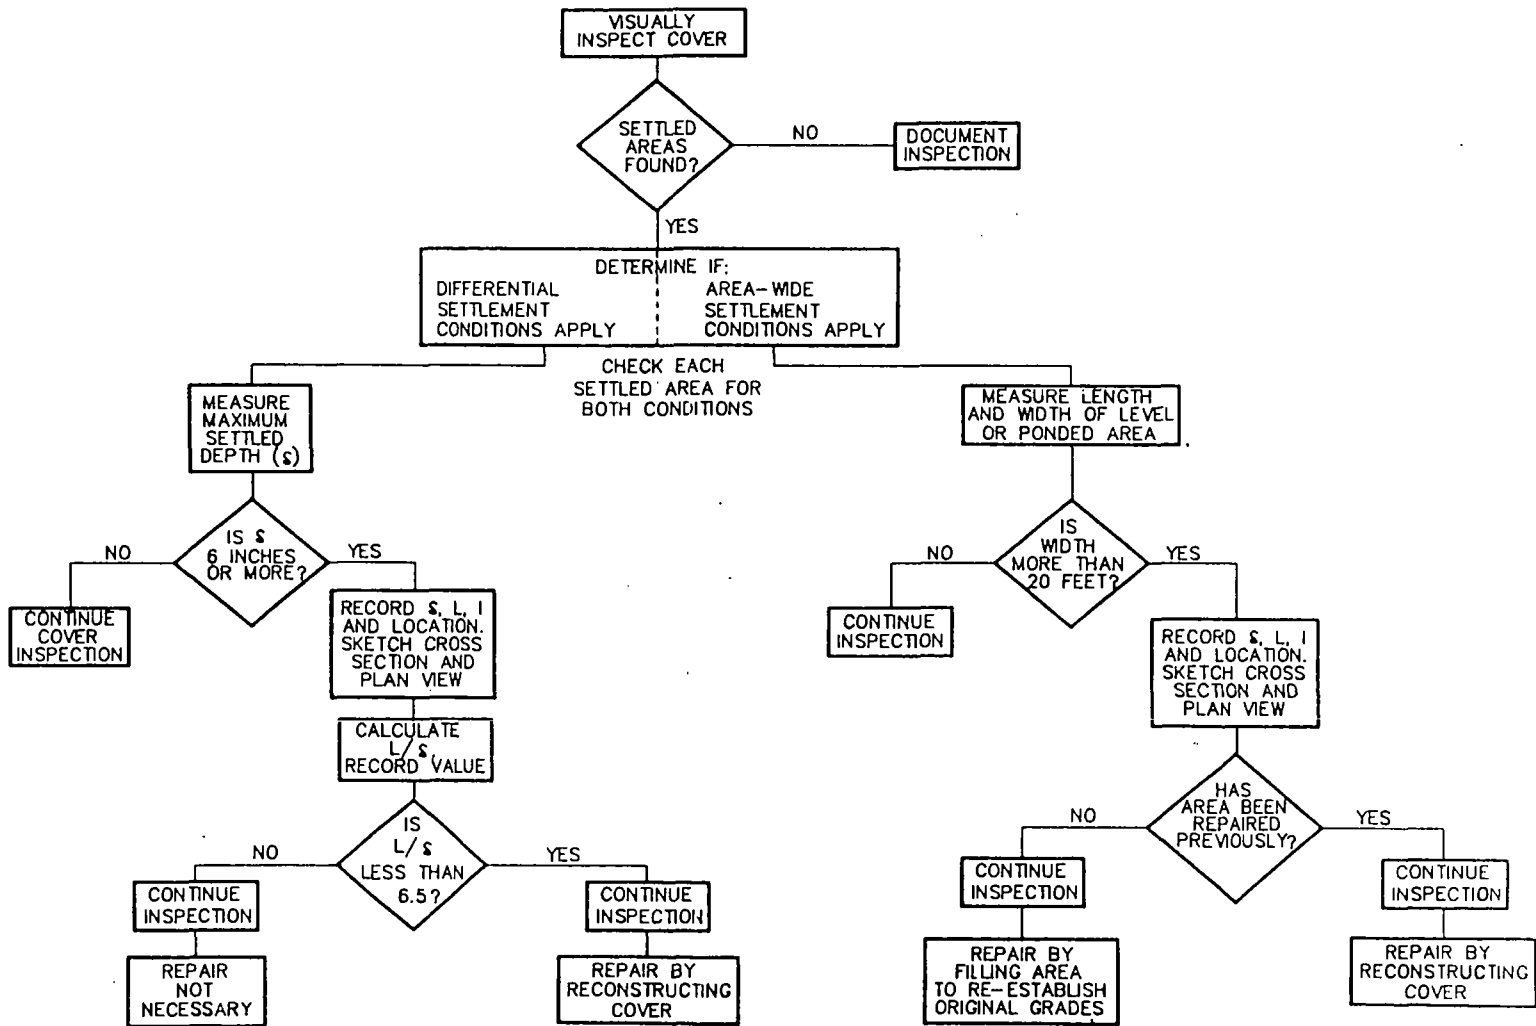 VISUALLY
INSPECT COVER
SETTLED
AREAS
FOUND?
NO
DOCUMENT
INSPECTION
YES
DETERMINE IF:
DIFFERENTIAL
SETTLEMENT
CONDITIONS APPLY
AREA-WIDE
SETTLEMENT
CONDITIONS APPLY
CHECK EACH
SETTLED AREA FOR
BOTH CONDITIONS
MEASURE
MAXIMUM
SETTLED
DEPTH (δ)
IS δ
6 INCHES
OR MORE?
NO
YES
CONTINUE
COVER
INSPECTION
RECORD δ, L, I
AND LOCATION.
SKETCH CROSS
SECTION AND
PLAN VIEW
CALCULATE
L/δ,
RECORD VALUE
IS
L/δ
LESS THAN
6.5?
NO
YES
CONTINUE
INSPECTION
REPAIR
NOT
NECESSARY
CONTINUE
INSPECTION
REPAIR BY
RECONSTRUCTING
COVER
MEASURE LENGTH
AND WIDTH OF LEVEL
OR PONDED AREA
IS
WIDTH
MORE THAN
20 FEET?
NO
YES
CONTINUE
INSPECTION
RECORD δ, L, I
AND LOCATION.
SKETCH CROSS
SECTION AND
PLAN VIEW
HAS
AREA BEEN
REPAIRED
PREVIOUSLY?
NO
YES
CONTINUE
INSPECTION
REPAIR BY
FILLING AREA
TO RE-ESTABLISH
ORIGINAL GRADES
CONTINUE
INSPECTION
REPAIR BY
RECONSTRUCTING
COVER